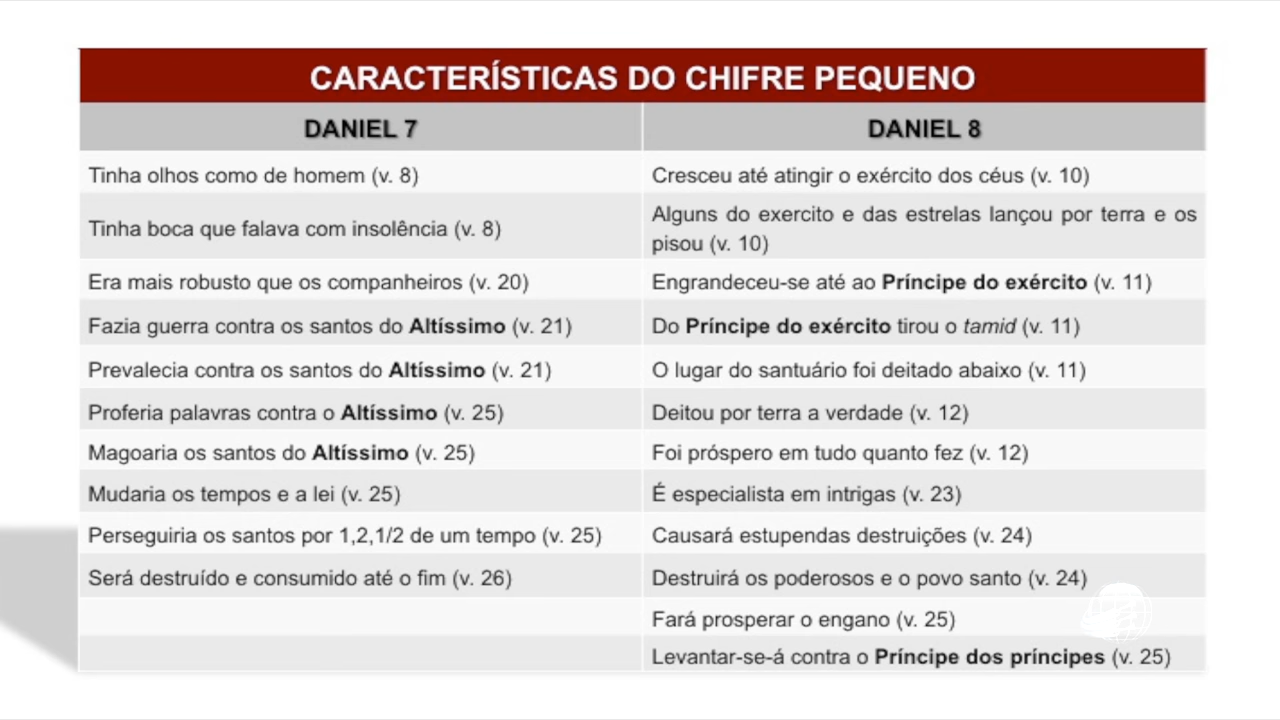 CARACTERÍSTICAS DO CHIFRE PEQUENO
DANIEL 7
DANIEL 8
Tinha olhos como de homem (v. 8)
Cresceu até atingir o exército dos céus (v. 10)
Tinha boca que falava com insolência (v. 8)
Alguns do exercito e das estrelas lançou por terra e os
pisou (v. 10)
Era mais robusto que os companheiros (v. 20)
Engrandeceu-se até ao Príncipe do exército (v. 11)
Fazia guerra contra os santos do Altíssimo (v. 21)
Do Príncipe do exército tirou o tamid (v. 11)
Prevalecia contra os santos do Altíssimo (v. 21)
O lugar do santuário foi deitado abaixo (v. 11)
Proferia palavras contra o Altíssimo (v. 25)
Deitou por terra a verdade (v. 12)
Magoaria os santos do Altíssimo (v. 25)
Foi próspero em tudo quanto fez (v. 12)
Mudaria os tempos e a lei (v. 25)
É especialista em intrigas (v. 23)
Perseguiria os santos por 1,2,1/2 de um tempo (v. 25)
Causará estupendas destruições (v. 24)
Será destruído e consumido até o fim (v. 26)
Destruirá os poderosos e o povo santo (v. 24)
Fará prosperar o engano (v. 25)
Levantar-se-á contra o Príncipe dos príncipes (v. 25)